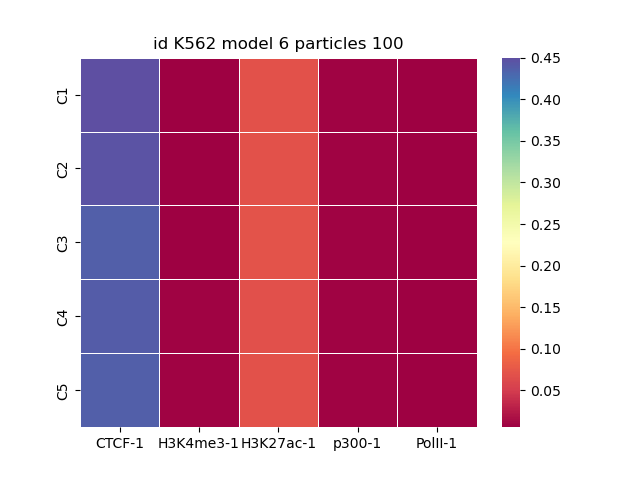 id K562 model 6 particles 100
C1
C2
C3
C4
C5
CTCF-1 H3K4me3-1 H3K27ac-1 p300-1 PolII-1
0.45
0.40
0.35
0.30
0.25
0.20
0.15
0.10
0.05